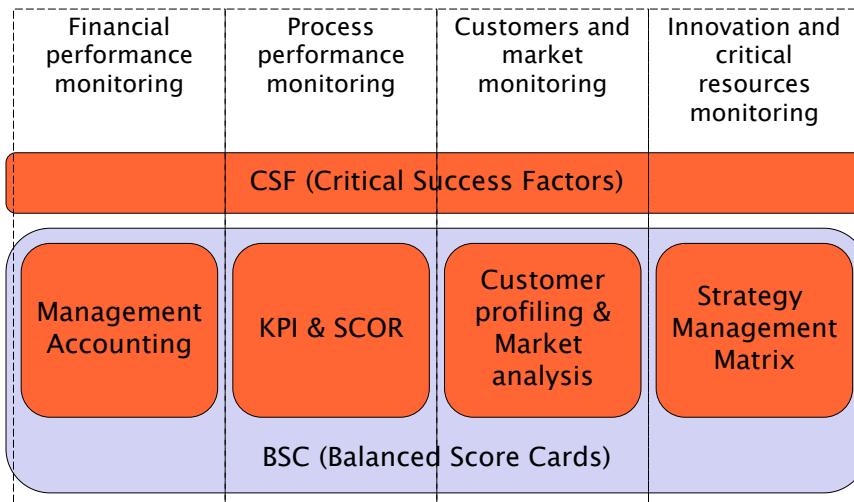 Financial
performance
monitoring
Process
performance
monitoring
Customers and
market
monitoring
Innovation and
critical
resources
monitoring
CSF (Critical Success Factors)
Management
Accounting
KPI & SCOR
Customer
profiling &
Market
analysis
Strategy
Management
Matrix
BSC (Balanced Score Cards)